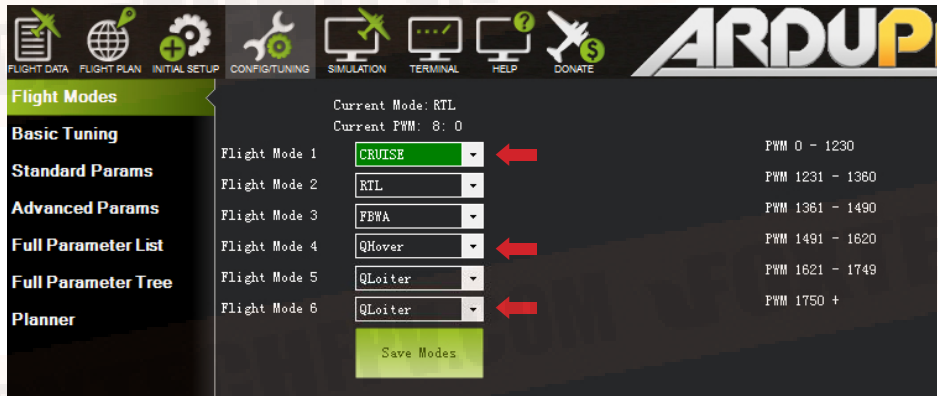 FLIGHT DATA FLIGHT PLAN INITIAL SETUP CONFIG/TUNING SIMULATION TERMINAL HELP DONATE
Flight Modes
Basic Tuning
Standard Params
Advanced Params
Full Parameter List
Full Parameter Tree
Planner
Current Mode: RTL
Current PWM: 8: 0
Flight Mode 1 CRUISE PWM 0 - 1230
Flight Mode 2 RTL PWM 1231 - 1360
Flight Mode 3 FBWA PWM 1361 - 1490
Flight Mode 4 QHover PWM 1491 - 1620
Flight Mode 5 QLoiter PWM 1621 - 1749
Flight Mode 6 QLoiter PWM 1750 +
Save Modes